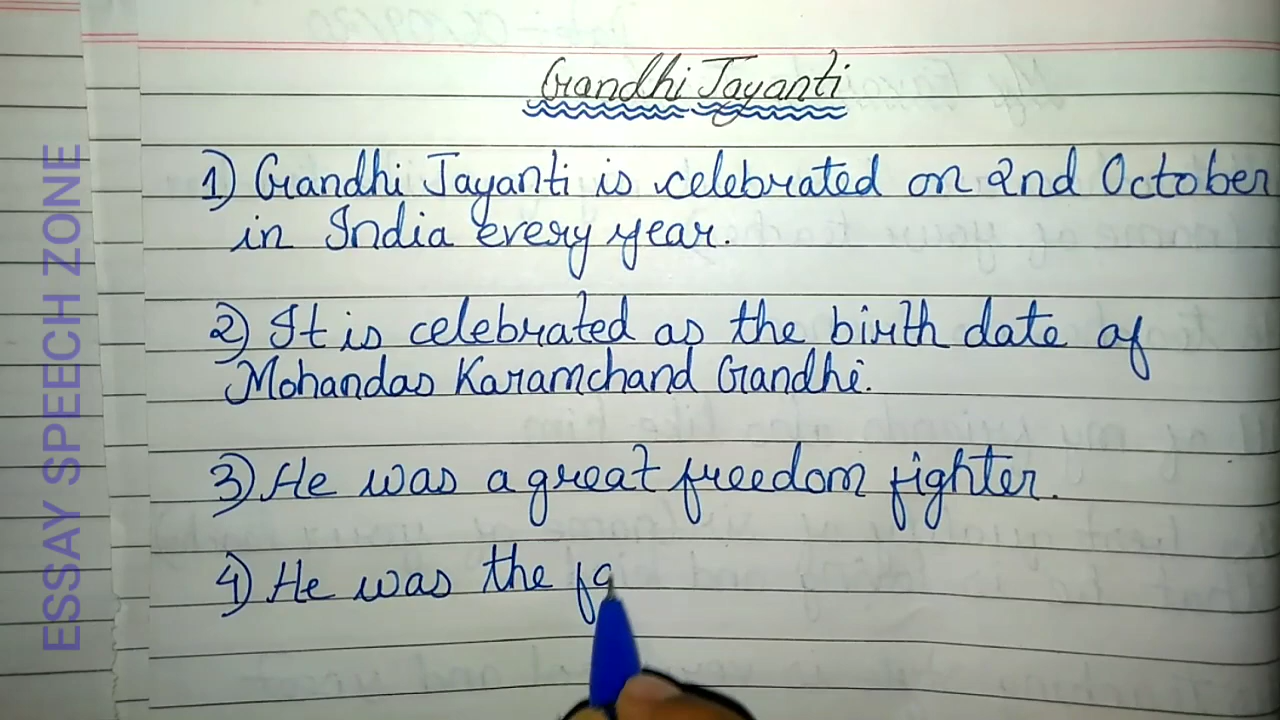 Gandhi Jayanti
1) Gandhi Jayanti is celebrated on 2nd October
in India every year.
2) It is celebrated as the birth date of
Mohandas Karamchand Gandhi.
3) He was a great freedom fighter.
4) He was the fa
ESSAY SPEECH ZONE